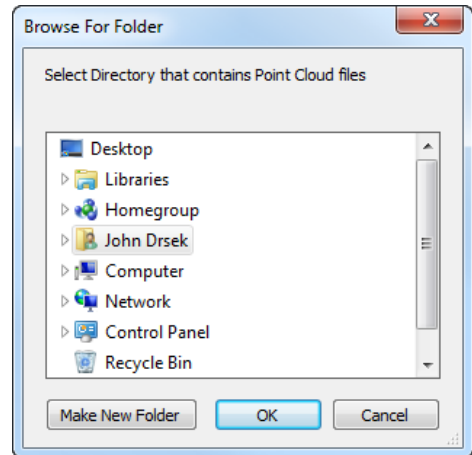 Browse For Folder
Select Directory that contains Point Cloud files
Desktop
Libraries
Homegroup
John Drsek
Computer
Network
Control Panel
Recycle Bin
Make New Folder OK Cancel